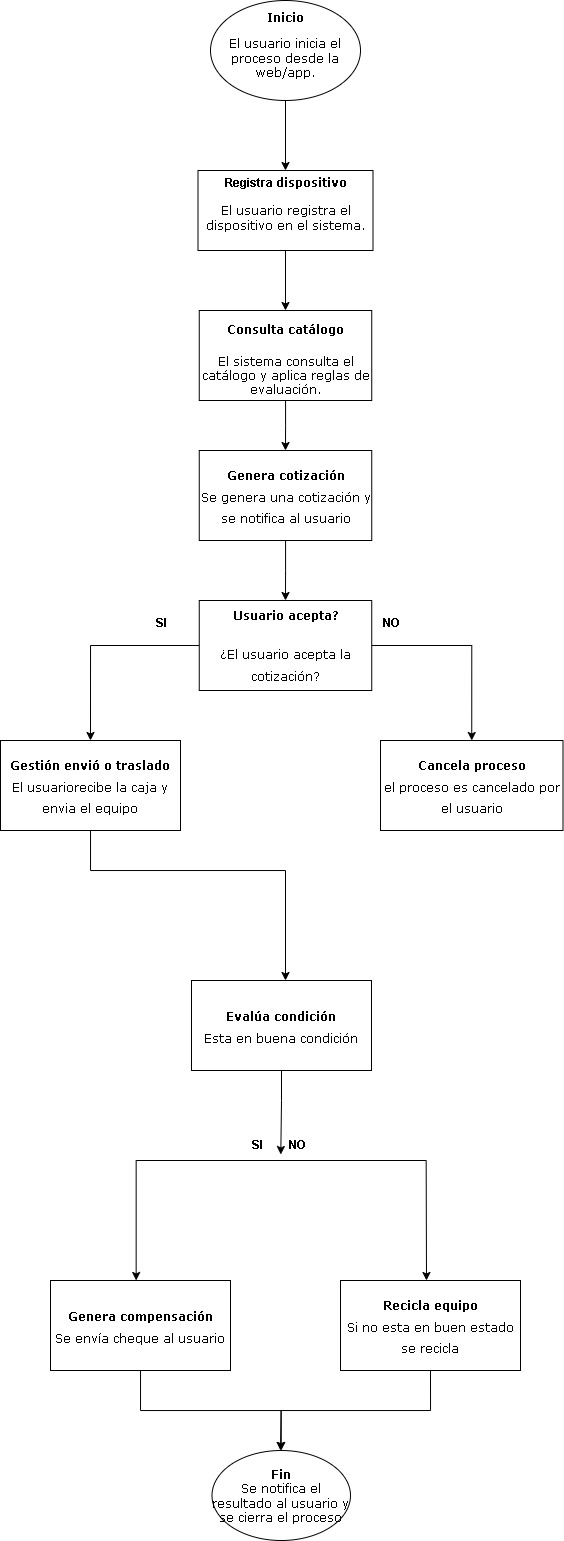 Inicio
El usuario inicia el
proceso desde la
web/app.
Registra dispositivo
El usuario registra el
dispositivo en el sistema.
Consulta catálogo
El sistema consulta el
catálogo y aplica reglas de
evaluación.
Genera cotización
Se genera una cotización y
se notifica al usuario
Usuario acepta?
¿El usuario acepta la
cotización?
SI
NO
Gestión envió o traslado
El usuariorecibe la caja y
envia el equipo
Cancela proceso
el proceso es cancelado por
el usuario
Evalúa condición
Esta en buena condición
SI
NO
Genera compensación
Se envía cheque al usuario
Recicla equipo
Si no esta en buen estado
se recicla
Fin
Se notifica el
resultado al usuario y
se cierra el proceso